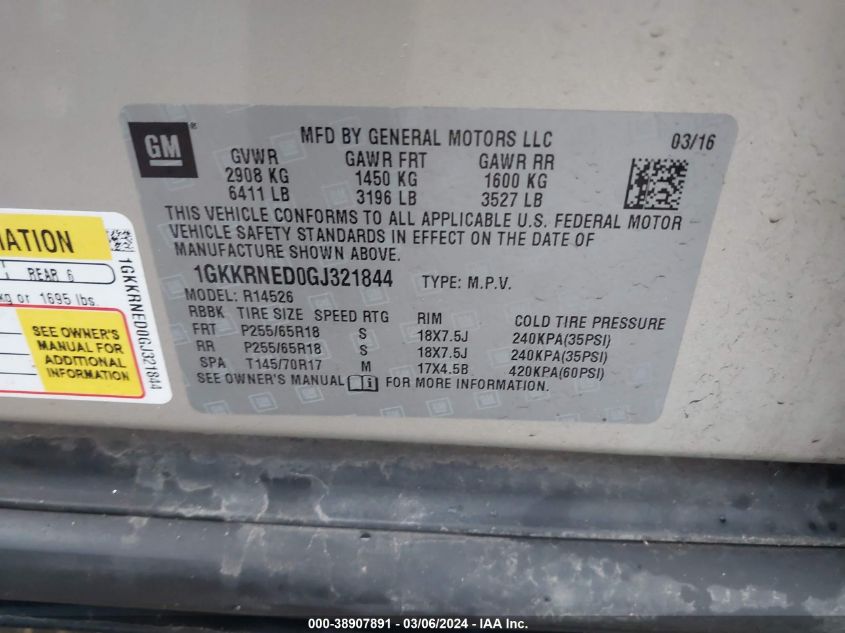 GM
MFD BY GENERAL MOTORS LLC 03/16
GVWR GAWR FRT GAWR RR
2908 KG 1450 KG 1600 KG
6411 LB 3196 LB 3527 LB
THIS VEHICLE CONFORMS TO ALL APPLICABLE U.S. FEDERAL MOTOR
VEHICLE SAFETY STANDARDS IN EFFECT ON THE DATE OF
MANUFACTURE SHOWN ABOVE.
1GKKRNED0GJ321844 TYPE: M.P.V.
MODEL: R14526
RBBK TIRE SIZE SPEED RTG RIM COLD TIRE PRESSURE
FRT P255/65R18 S 18X7.5J 240KPA(35PSI)
RR P255/65R18 S 18X7.5J 240KPA(35PSI)
SPA T145/70R17 M 17X4.5B 420KPA(60PSI)
SEE OWNER'S MANUAL FOR MORE INFORMATION.
MATION
REAR 6
kg or 1695 lbs.
SEE OWNER'S
MANUAL FOR
ADDITIONAL
INFORMATION
1GKKRNED0GJ321844
000-38907891 / 03/06/2024 - IAA Inc.